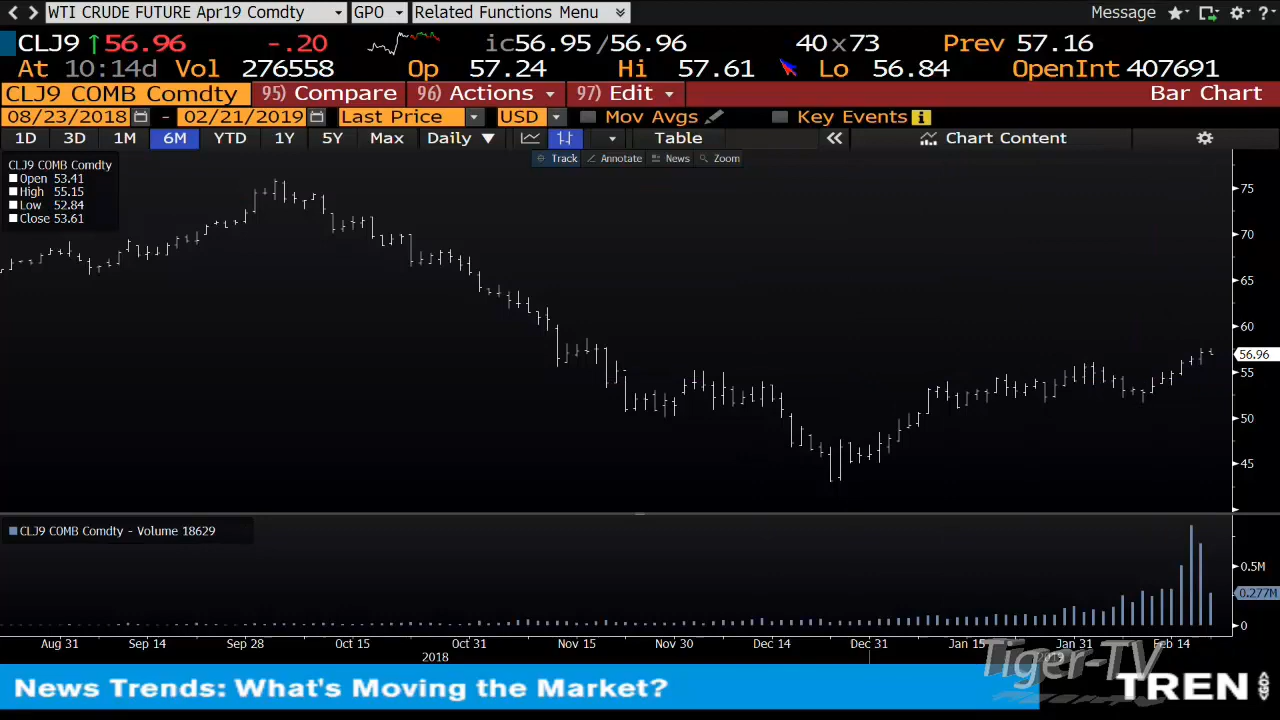 WTI CRUDE FUTURE Apr19 Comdty GPO Related Functions Menu Message ?
CLJ9 ↑56.96 -.20 ic56.95/56.96 40x73 Prev 57.16
At 10:14d Vol 276558 Op 57.24 Hi 57.61 Lo 56.84 OpenInt 407691
CLJ9 COMB Comdty 95) Compare 96) Actions 97) Edit Bar Chart
08/23/2018 - 02/21/2019 Last Price USD Mov Avgs Key Events
1D 3D 1M 6M YTD 1Y 5Y Max Daily ▼ Table « Chart Content
Track Annotate News Zoom
CLJ9 COMB Comdty
Open 53.41
High 55.15
Low 52.84
Close 53.61
75
70
65
60
56.96
55
50
45
CLJ9 COMB Comdty - Volume 18629
0.5M
0.277M
0
Aug 31 Sep 14 Sep 28 Oct 15 Oct 31 Nov 15 Nov 30 Dec 14 Dec 31 Jan 15 Jan 31 Feb 14
2018 2019
Tiger-TV
News Trends: What's Moving the Market?
TREN